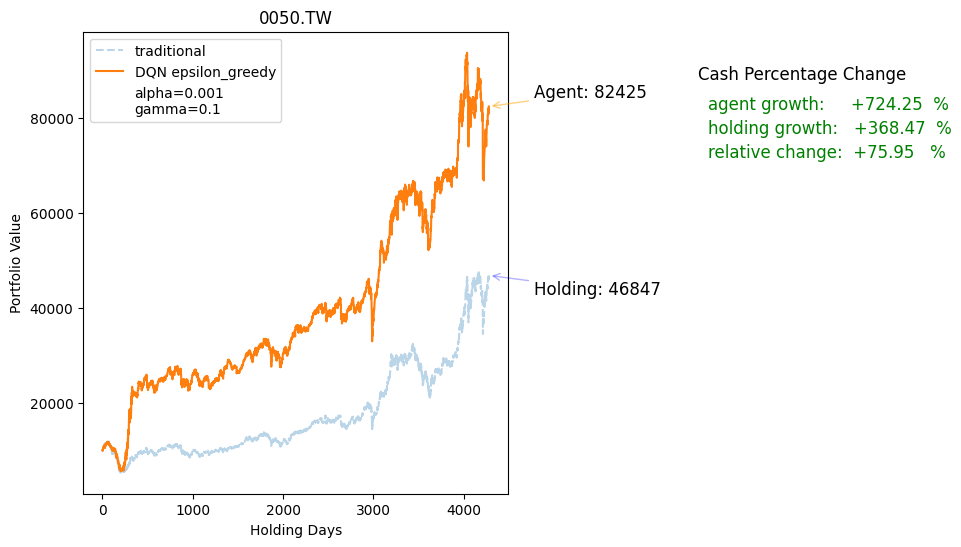 0050.TW
traditional
DQN epsilon_greedy
alpha=0.001
gamma=0.1
Portfolio Value
80000
60000
40000
20000
0
1000
2000
3000
4000
Holding Days
Agent: 82425
Holding: 46847
Cash Percentage Change
agent growth: +724.25 %
holding growth: +368.47 %
relative change: +75.95 %